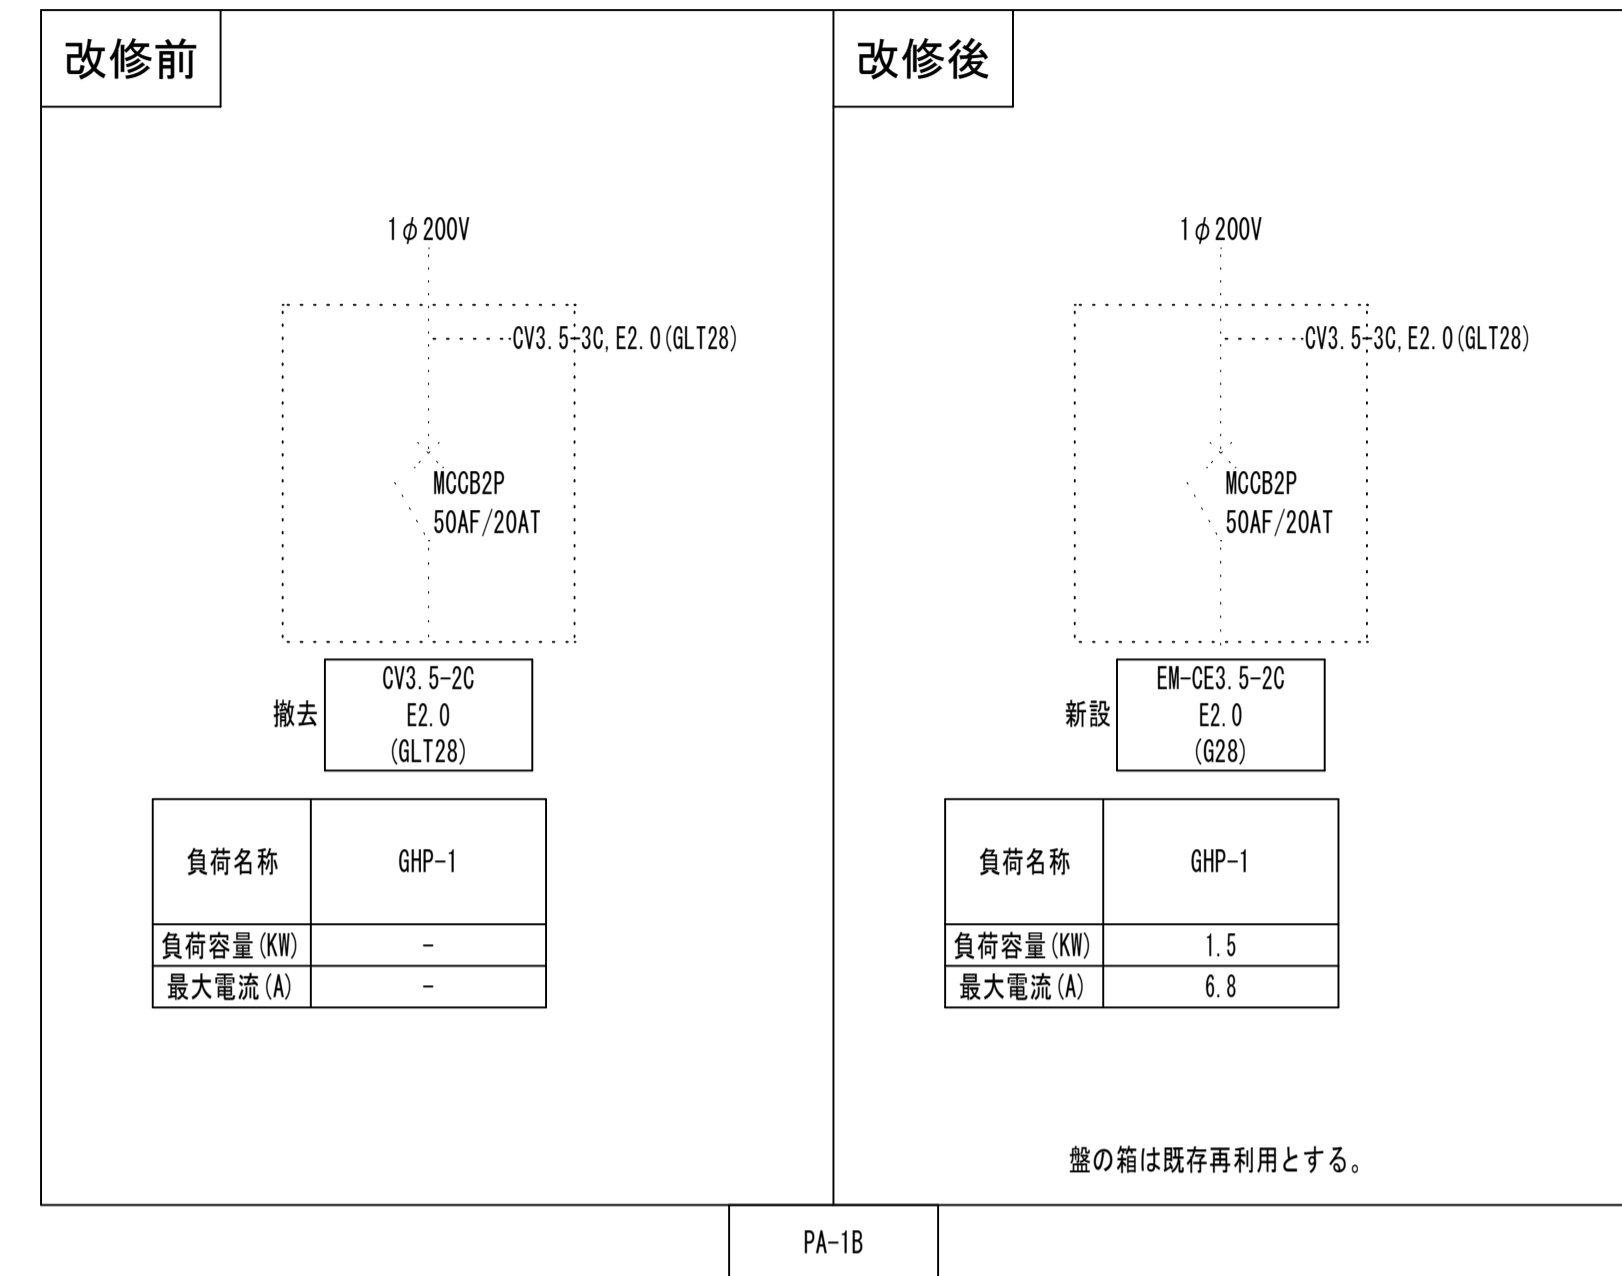 改修前
1φ200V
CV3.5-3C,E2.0(GLT28)
MCCB2P
50AF/20AT
撤去
CV3.5-2C
E2.0
(GLT28)
負荷名称 GHP-1
負荷容量(KW) -
最大電流(A) -
改修後
1φ200V
CV3.5-3C,E2.0(GLT28)
MCCB2P
50AF/20AT
新設
EM-CE3.5-2C
E2.0
(G28)
負荷名称 GHP-1
負荷容量(KW) 1.5
最大電流(A) 6.8
盤の箱は既存再利用とする。
PA-1B